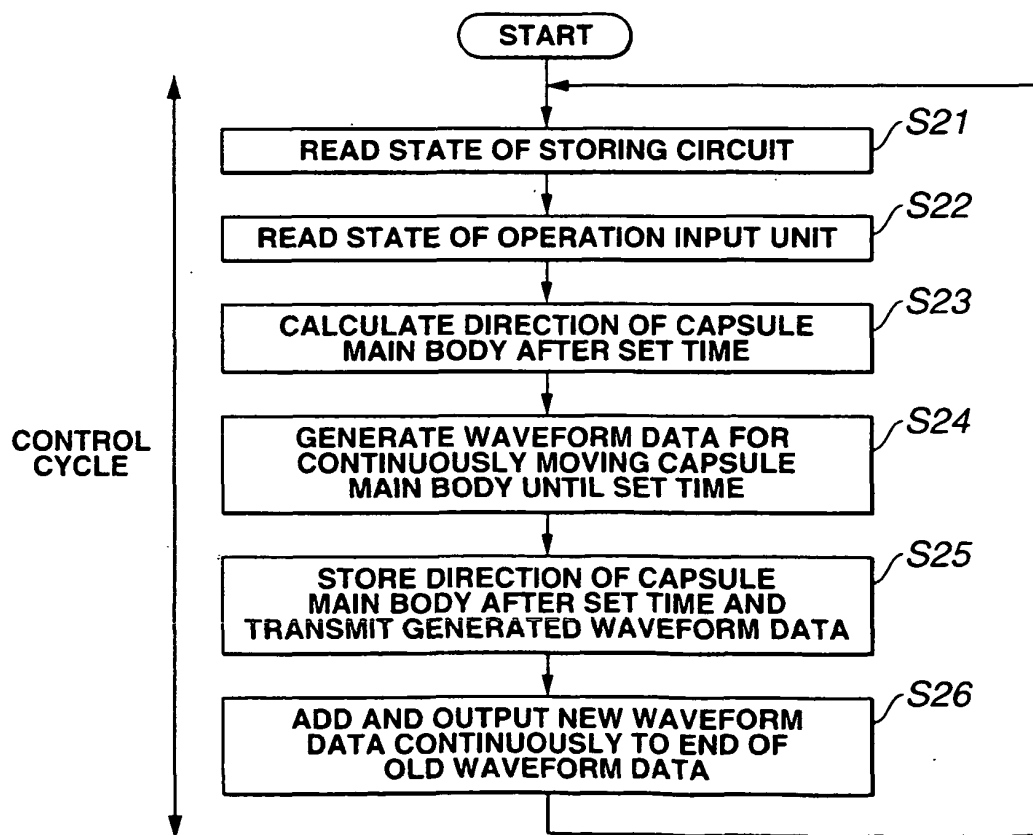 START
S21
READ STATE OF STORING CIRCUIT
S22
READ STATE OF OPERATION INPUT UNIT
S23
CALCULATE DIRECTION OF CAPSULE
MAIN BODY AFTER SET TIME
CONTROL
CYCLE
S24
GENERATE WAVEFORM DATA FOR
CONTINUOUSLY MOVING CAPSULE
MAIN BODY UNTIL SET TIME
S25
STORE DIRECTION OF CAPSULE
MAIN BODY AFTER SET TIME AND
TRANSMIT GENERATED WAVEFORM DATA
S26
ADD AND OUTPUT NEW WAVEFORM
DATA CONTINUOUSLY TO END OF
OLD WAVEFORM DATA